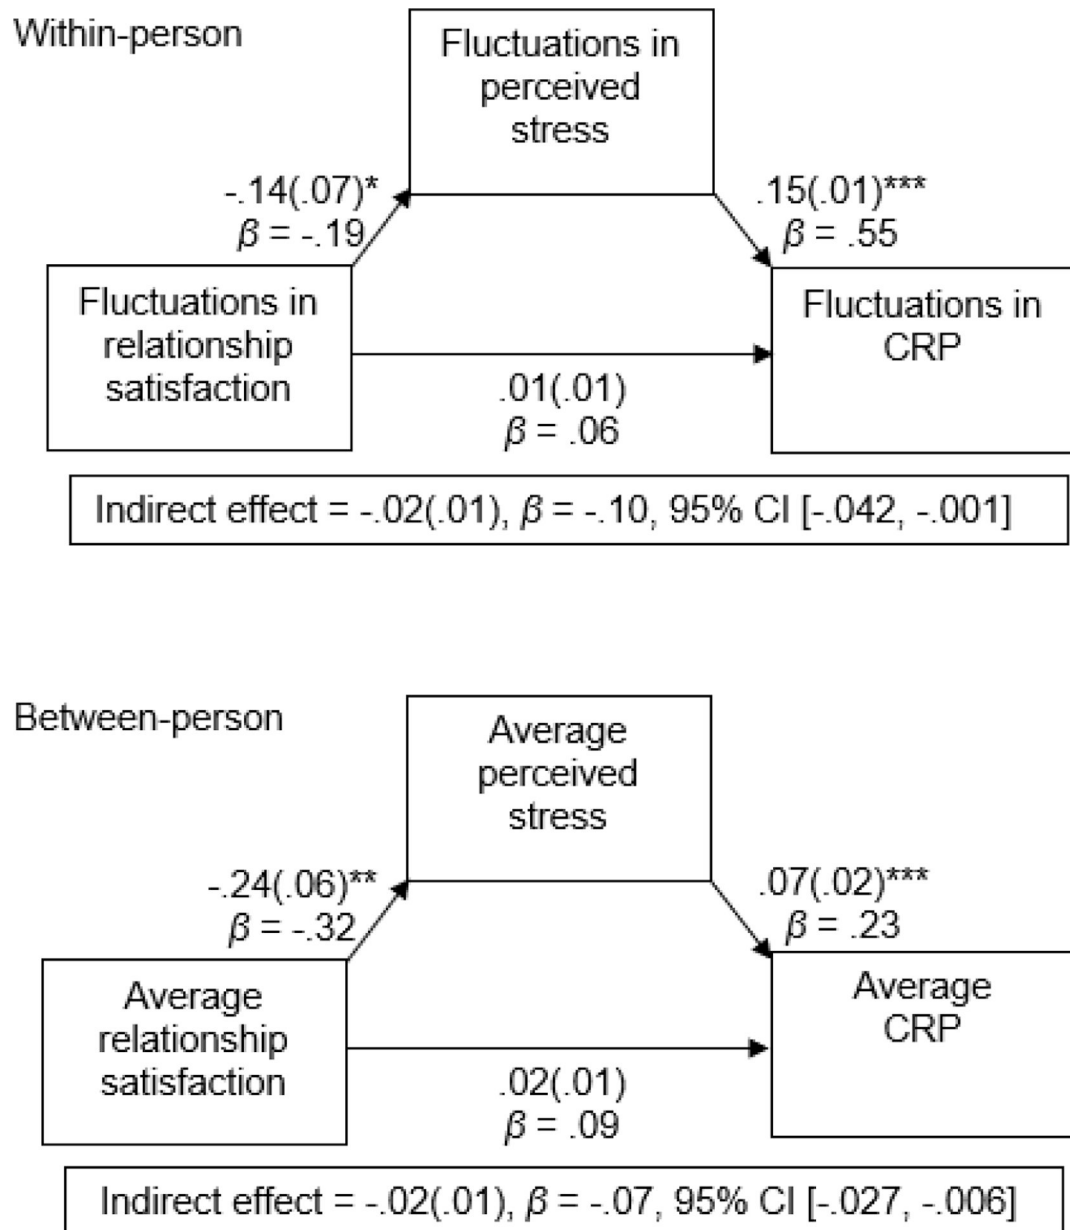 Within-person
Fluctuations in
perceived
stress
-.14(.07)*
β = -.19
.15(.01)***
β = .55
Fluctuations in
relationship
satisfaction
Fluctuations in
CRP
.01(.01)
β = .06
Indirect effect = -.02(.01), β = -.10, 95% CI [-.042, -.001]
Between-person
Average
perceived
stress
-.24(.06)**
β = -.32
.07(.02)***
β = .23
Average
relationship
satisfaction
Average
CRP
.02(.01)
β = .09
Indirect effect = -.02(.01), β = -.07, 95% CI [-.027, -.006]